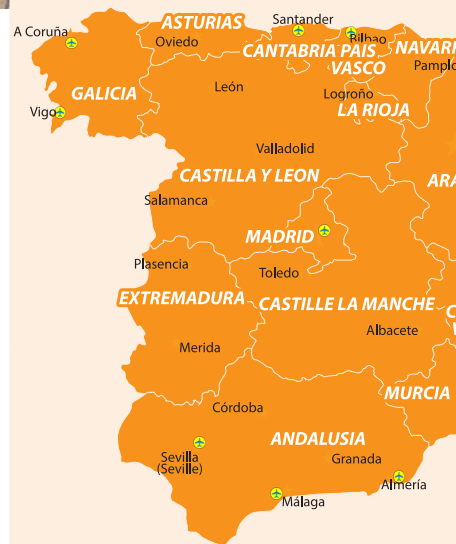 ASTURIAS
Santander
A Coruña
Oviedo
Bilbao
CANTABRIA
PAIS
VASCO
NAVARR
Pamplo
León
GALICIA
Logroño
LA RIOJA
Vigo
Valladolid
CASTILLA Y LEON
ARA
Salamanca
MADRID
Plasencia
Toledo
EXTREMADURA
CASTILLE LA MANCHE
C
V
Albacete
Merida
MURCIA
Córdoba
ANDALUSIA
Sevilla
(Seville)
Granada
Almería
Málaga